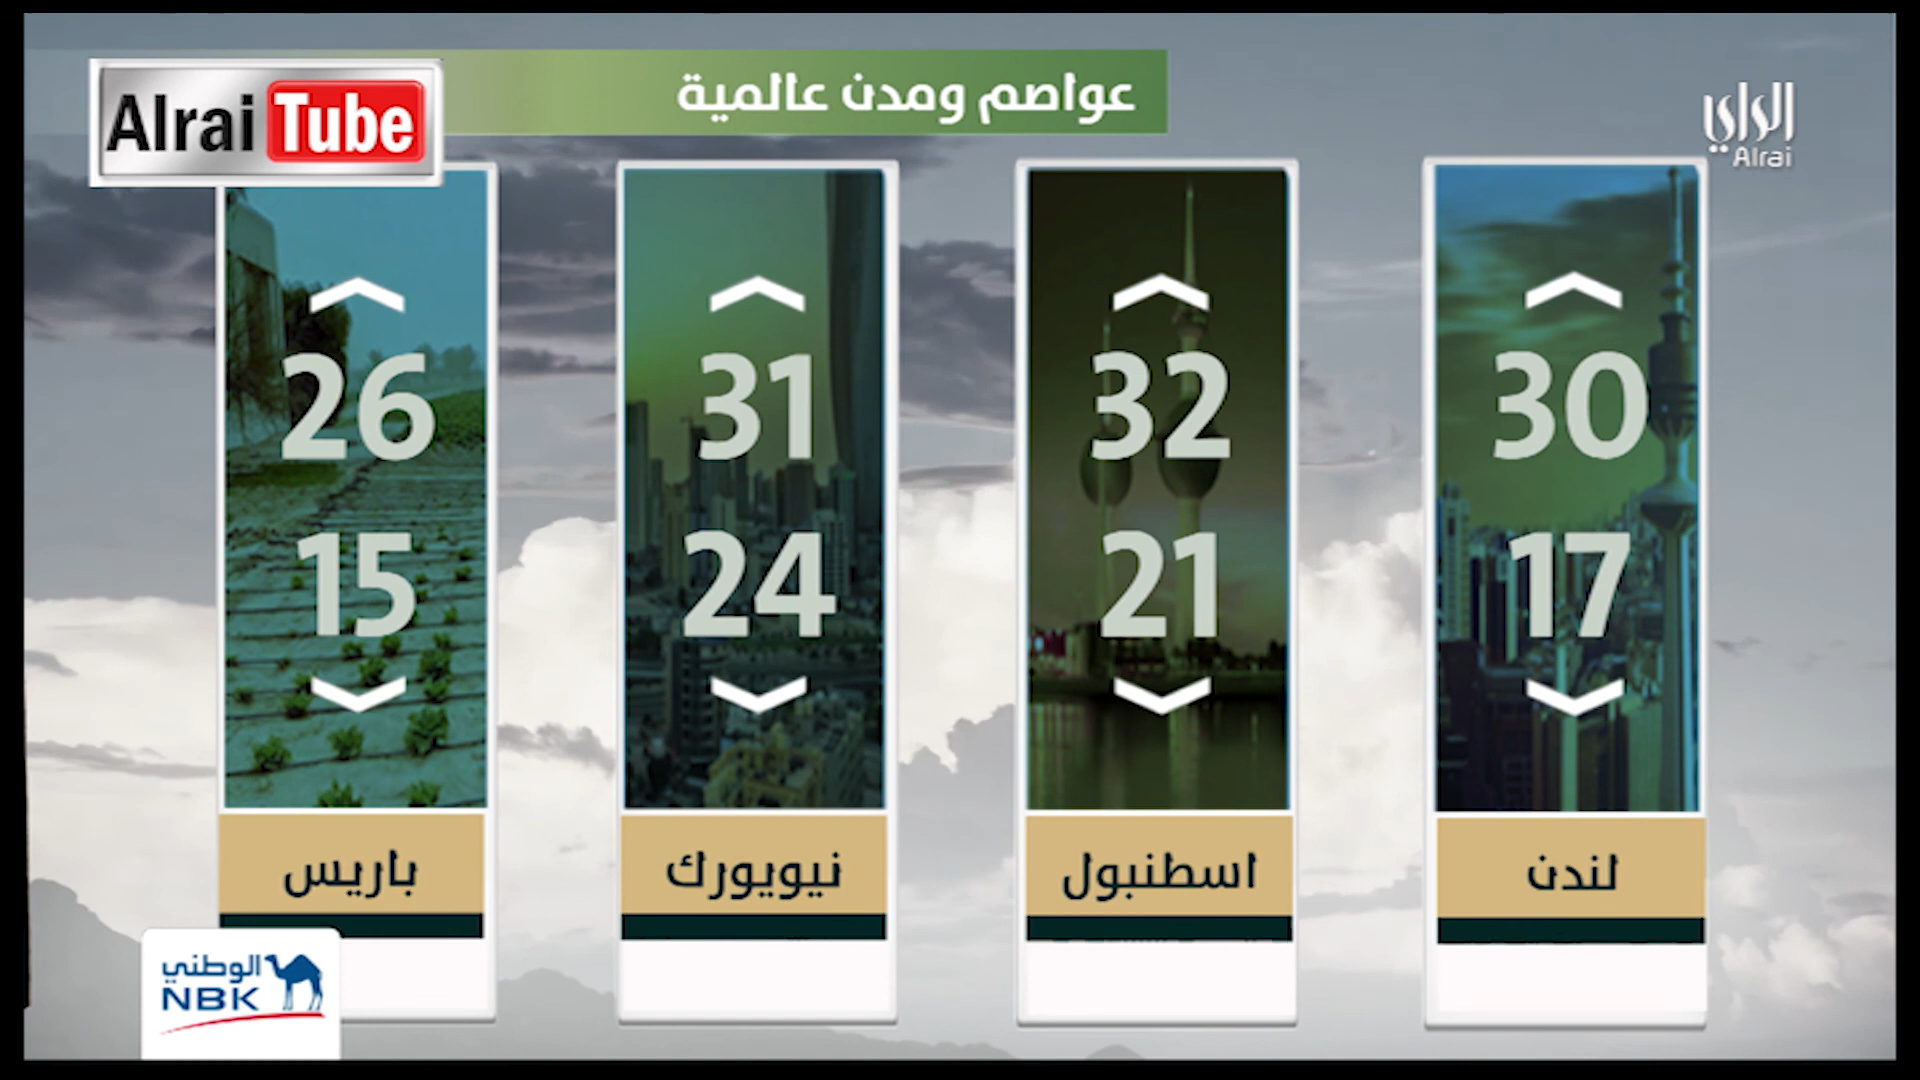 عواصم ومدن عالمية
Alrai Tube
الراي
Alrai
30
17
لندن
32
21
اسطنبول
31
24
نيويورك
26
15
باريس
الوطني
NBK